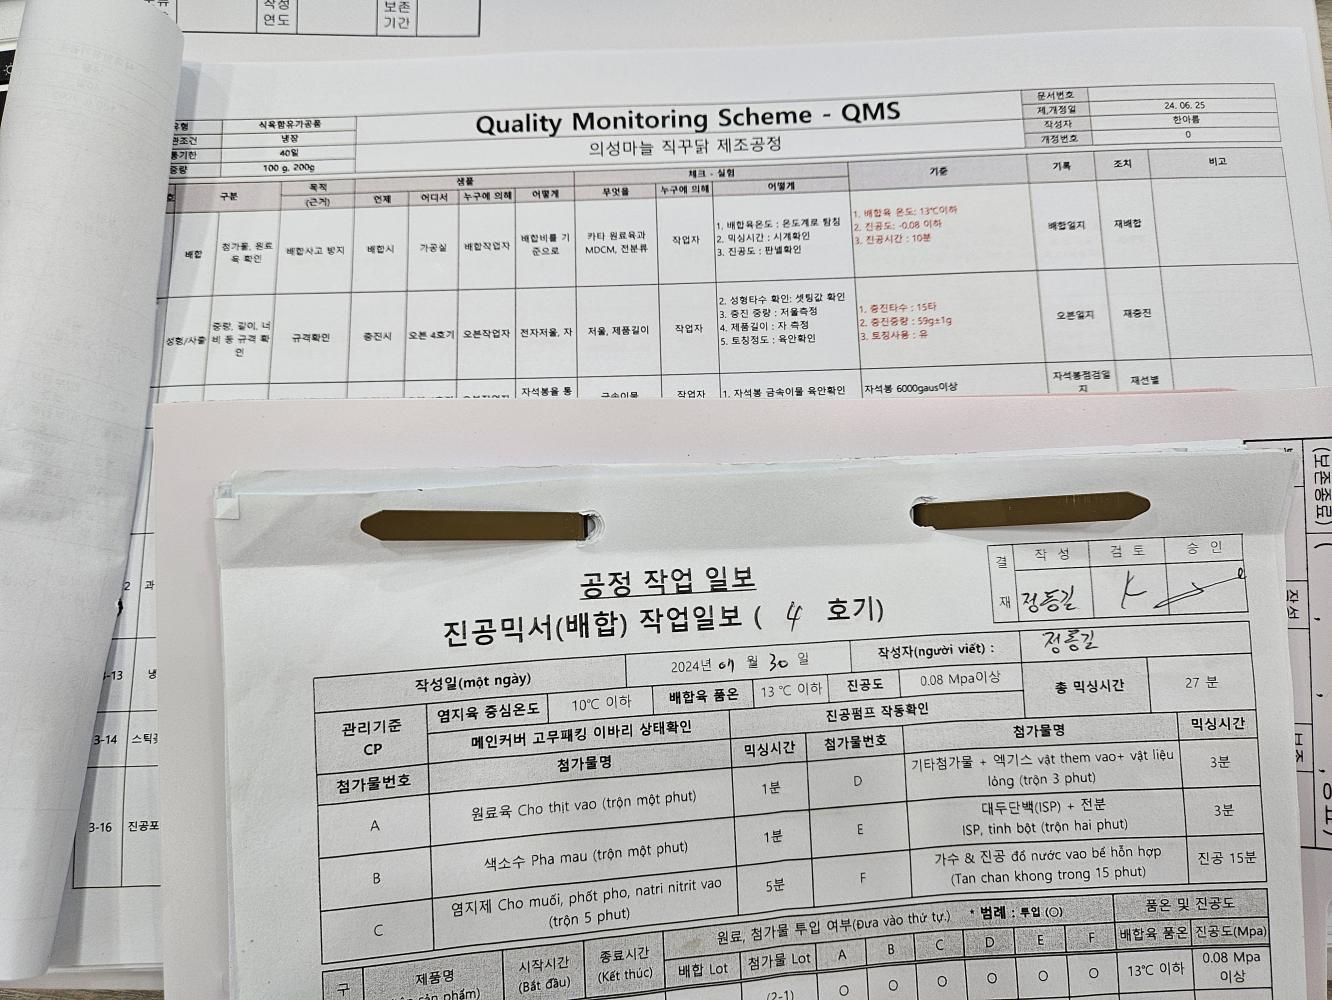 작성
연도
보존
기간
식육함유가공품
냉장
40일
100 g, 200g
Quality Monitoring Scheme - QMS
의성마늘 직꾸닭 제조공정
문서번호
제,개정일 24. 06. 25
작성자 한아름
개정번호 0
구분 목적 (근거) 샘플 체크 - 실험 기준 기록 조치 비고
언제 어디서 누구에 의해 어떻게 무엇을 누구에 의해 어떻게
배합 첨가물, 원료육 확인 배합사고 방지 배합시 가공실 배합작업자 배합비를 기준으로 카타 원료육과 MDCM, 전분류 작업자
1. 배합육온도 : 온도계로 탐침
2. 믹싱시간 : 시계확인
3. 진공도 : 판넬확인
1. 배합육 온도: 13℃이하
2. 진공도: -0.08 이하
3. 진공시간 : 10분
배합일지 재배합
성형/사출 중량, 길이, 너비 등 규격 확인 규격확인 충진시 오븐 4호기 오븐작업자 전자저울, 자 저울, 제품길이 작업자
2. 성형타수 확인: 셋팅값 확인
3. 충진 중량 : 저울측정
4. 제품길이 : 자 측정
5. 토칭정도 : 육안확인
1. 충진타수 : 15타
2. 충진중량 : 59g±1g
3. 토칭사용 : 유
오븐일지 재충진
자석봉을 통 금속이물 작업자 1. 자석봉 금속이물 육안확인 자석봉 6000gaus이상 자석봉점검일지 재선별
2 과
-13 냉
3-14
3-16 진공포
(보존종료)
작성
공정 작업 일보
진공믹서(배합) 작업일보 ( 4 호기)
결재 작 성 검 토 승 인
정릉길
작성일(một ngày) 2024년 07 월 30 일 작성자(người viết) : 정릉길
관리기준 CP 염지육 중심온도 10℃ 이하 배합육 품온 13 ℃ 이하 진공도 0.08 Mpa이상 총 믹싱시간 27 분
메인커버 고무패킹 이바리 상태확인 진공펌프 작동확인
첨가물번호 첨가물명 믹싱시간 첨가물번호 첨가물명 믹싱시간
A 원료육 Cho thịt vao (trộn một phut) 1분 D 기타첨가물 + 엑기스 vật them vao+ vật liệu lỏng (trộn 3 phut) 3분
B 색소수 Pha mau (trộn một phut) 1분 E 대두단백(ISP) + 전분 ISP, tinh bột (trộn hai phut) 3분
C 염지제 Cho muối, phốt pho, natri nitrit vao (trộn 5 phut) 5분 F 가수 & 진공 đổ nước vao bể hỗn hợp (Tan chan khong trong 15 phut) 진공 15분
구 제품명 시작시간 (Bắt đầu) 종료시간 (Kết thúc) 원료, 첨가물 투입 여부(Đưa vào thứ tự.) * 범례 : 투입 (○) 품온 및 진공도
sản phẩm) 배합 Lot 첨가물 Lot A B C D E F 배합육 품온 진공도(Mpa)
(2-1) ○ ○ ○ ○ ○ ○ 13℃ 이하 0.08 Mpa 이상